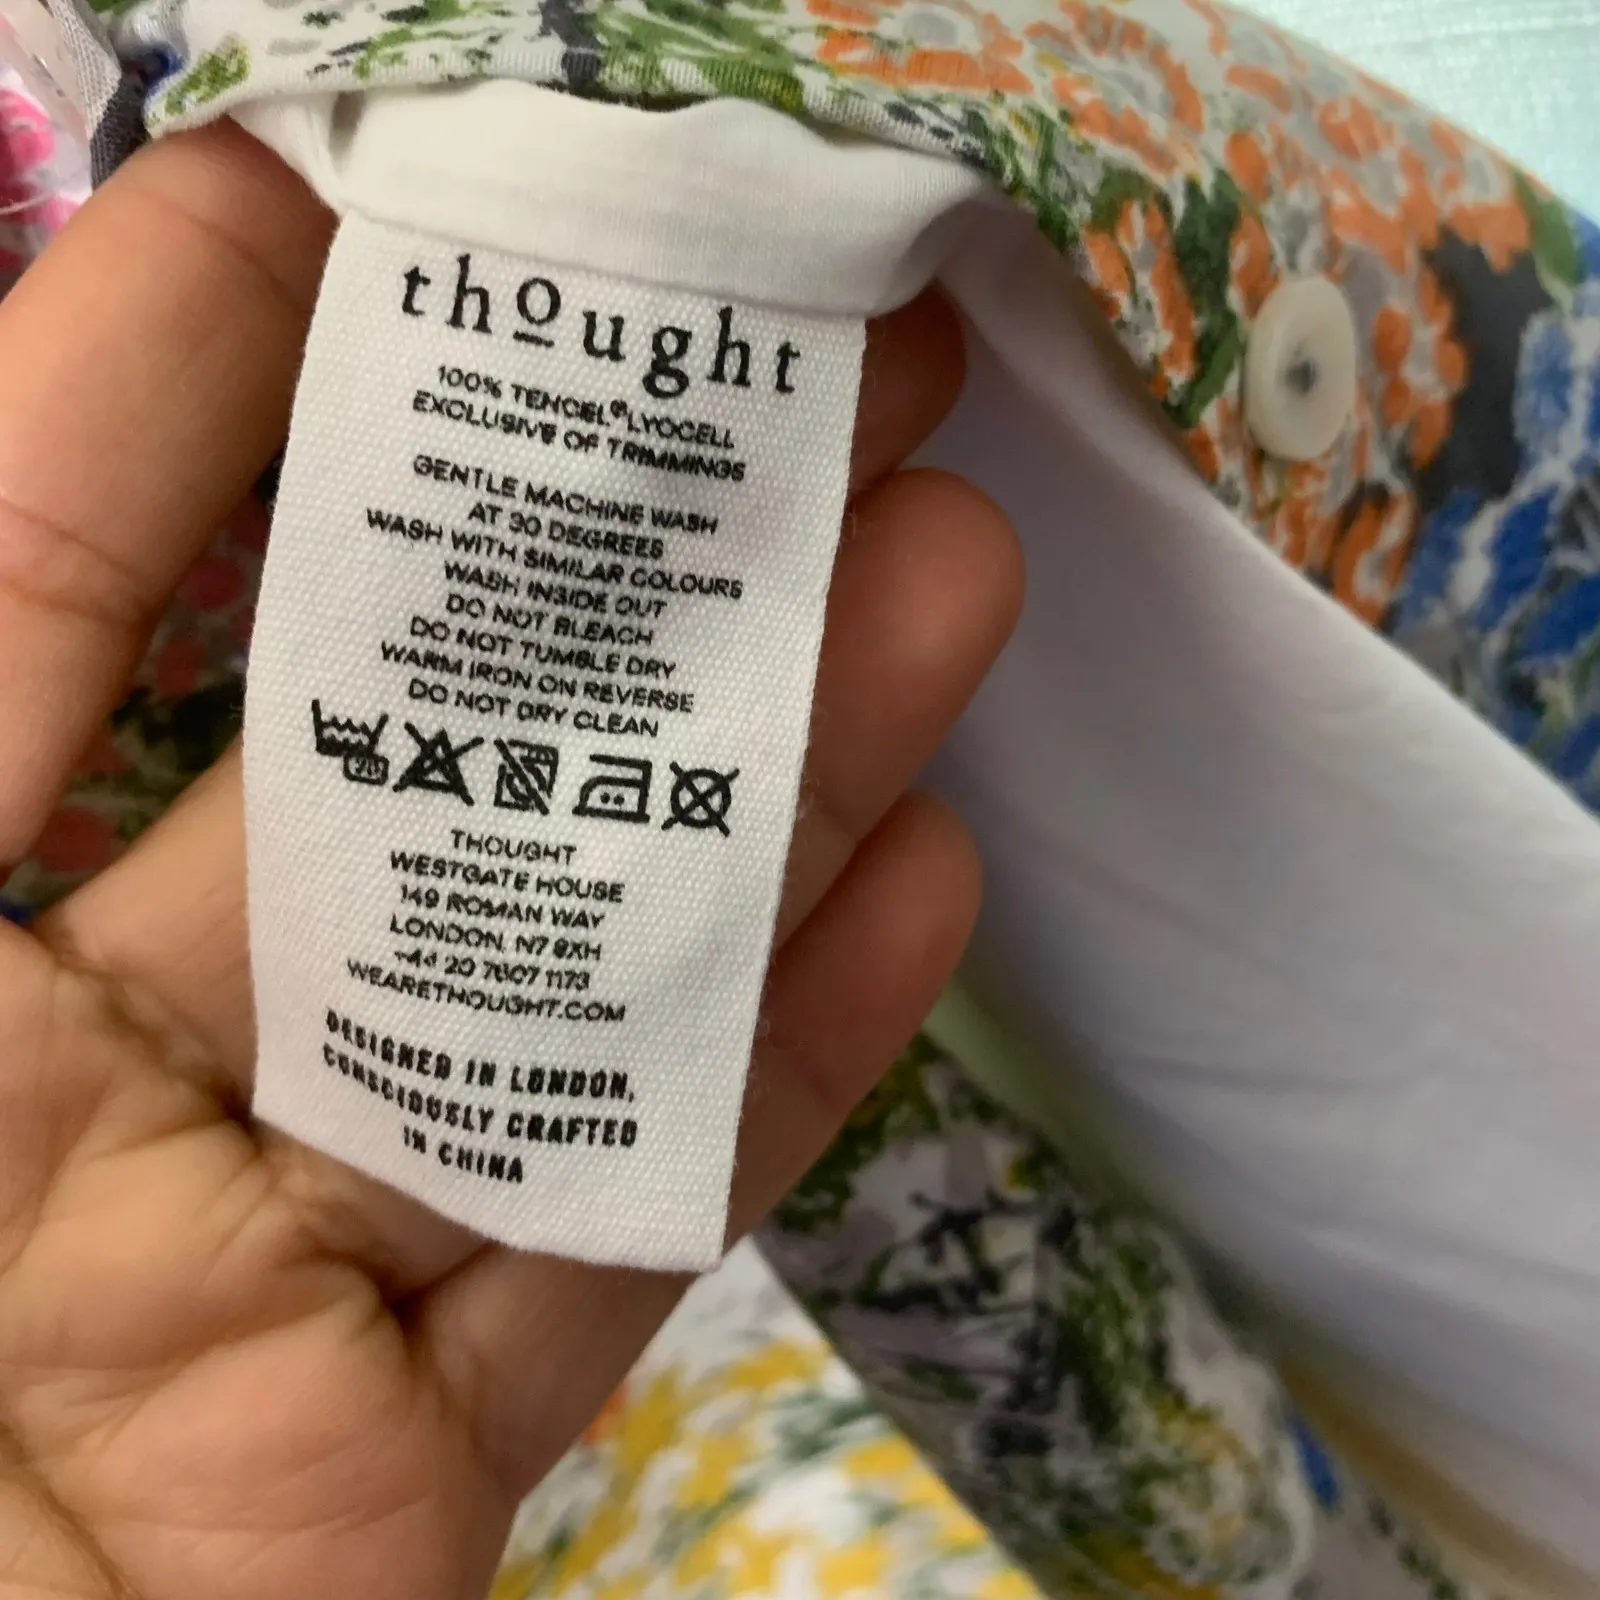 thought
100% TENCEL® LYOCELL
EXCLUSIVE OF TRIMMINGS
GENTLE MACHINE WASH
AT 30 DEGREES
WASH WITH SIMILAR COLOURS
WASH INSIDE OUT
DO NOT BLEACH
DO NOT TUMBLE DRY
WARM IRON ON REVERSE
DO NOT DRY CLEAN
THOUGHT
WESTGATE HOUSE
149 ROMAN WAY
LONDON, N7 8XH
+44 20 7607 1173
WEARETHOUGHT.COM
DESIGNED IN LONDON,
CONSCIOUSLY CRAFTED
IN CHINA